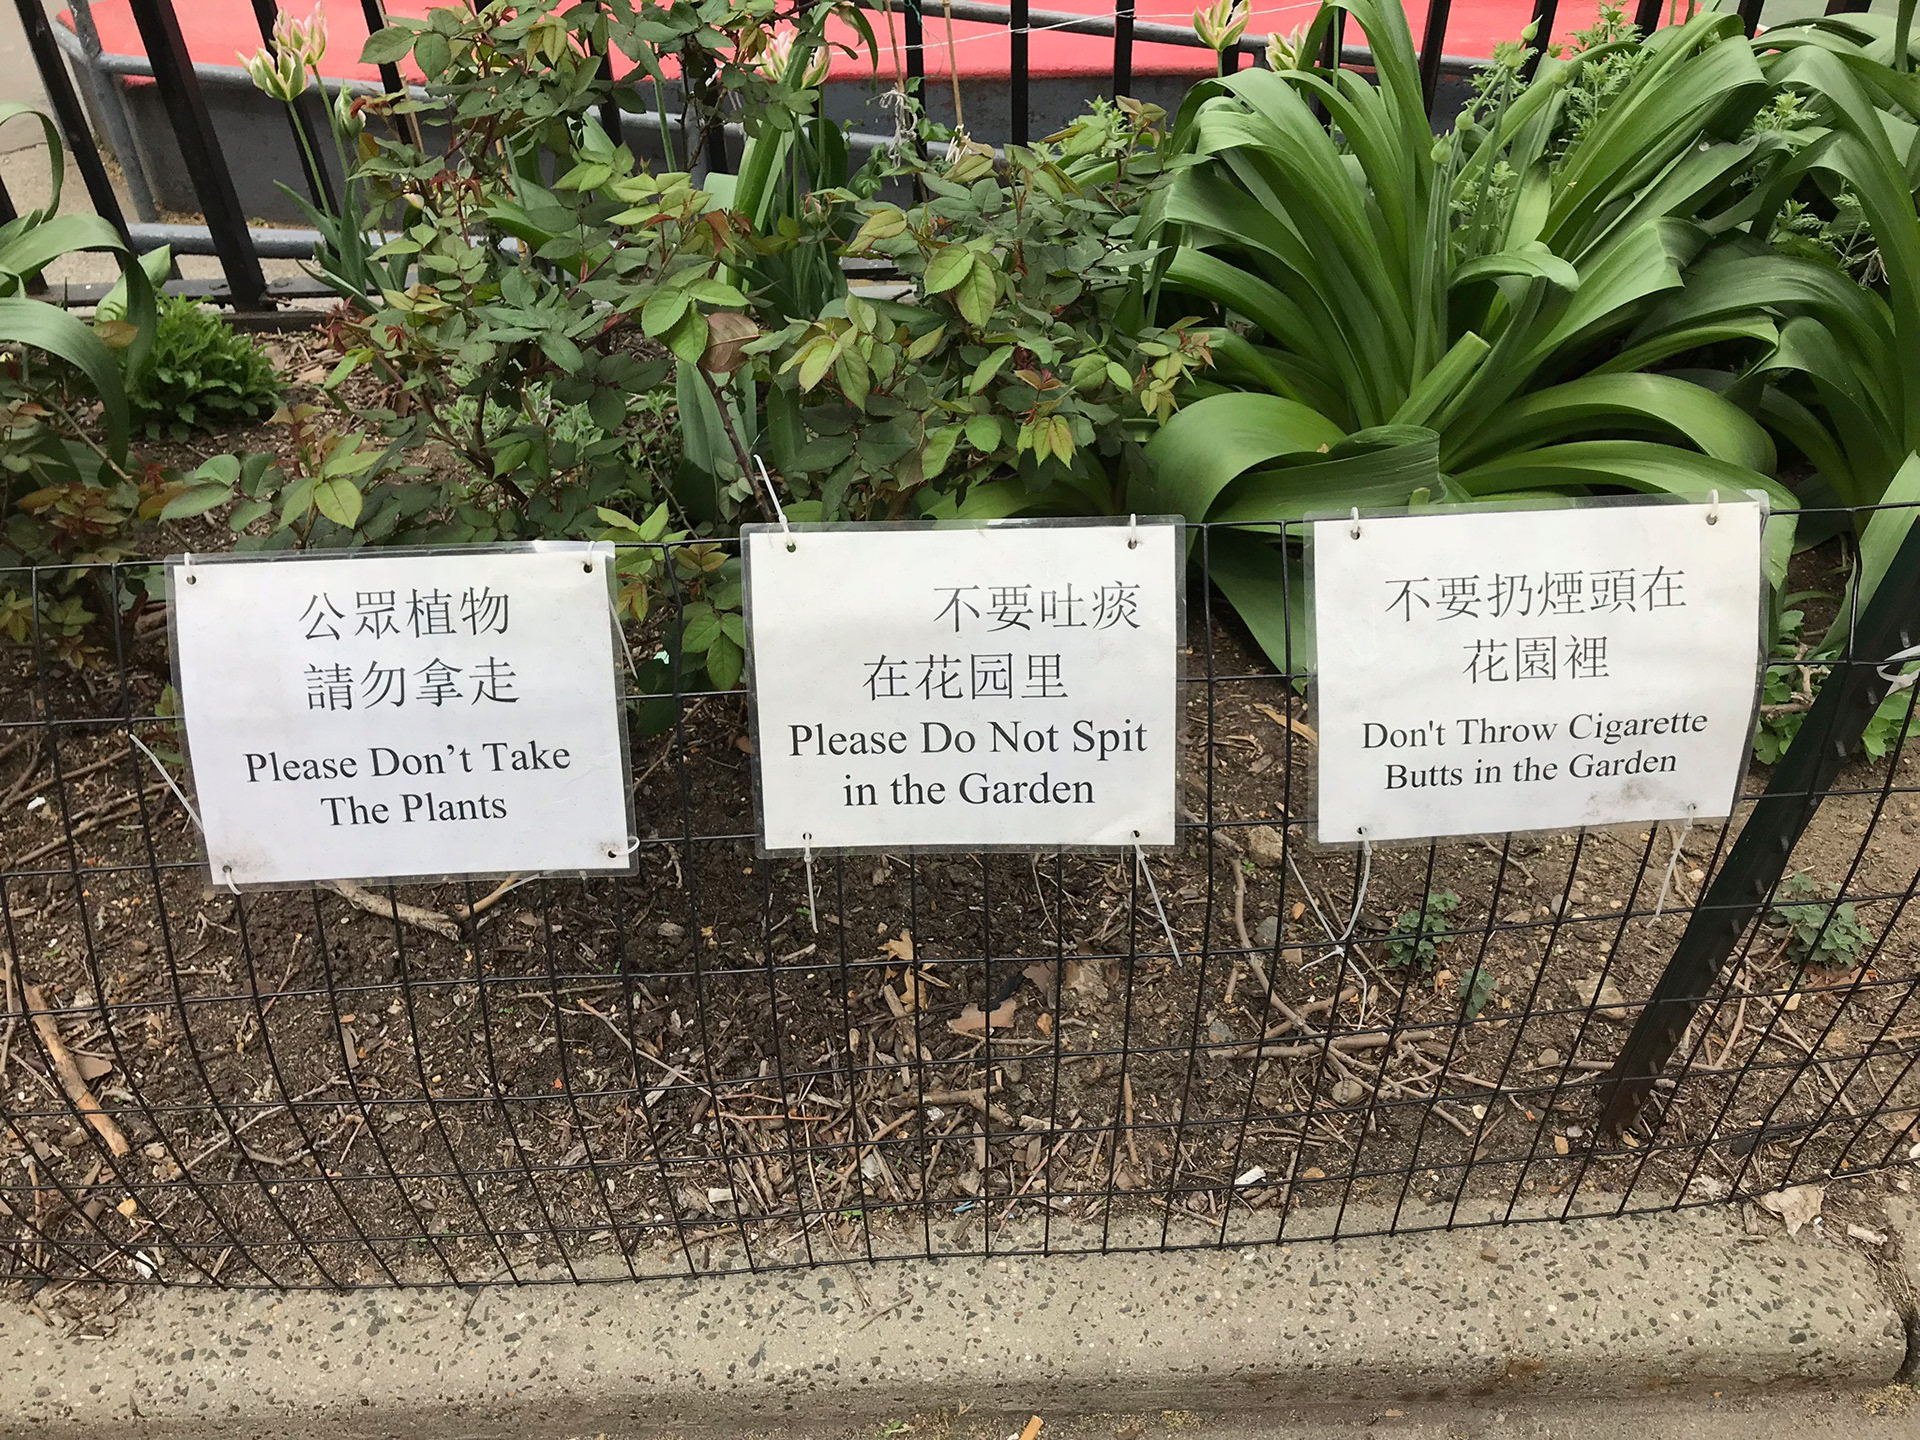 公眾植物
請勿拿走
Please Don’t Take
The Plants
不要吐痰
在花园里
Please Do Not Spit
in the Garden
不要扔煙頭在
花園裡
Don't Throw Cigarette
Butts in the Garden